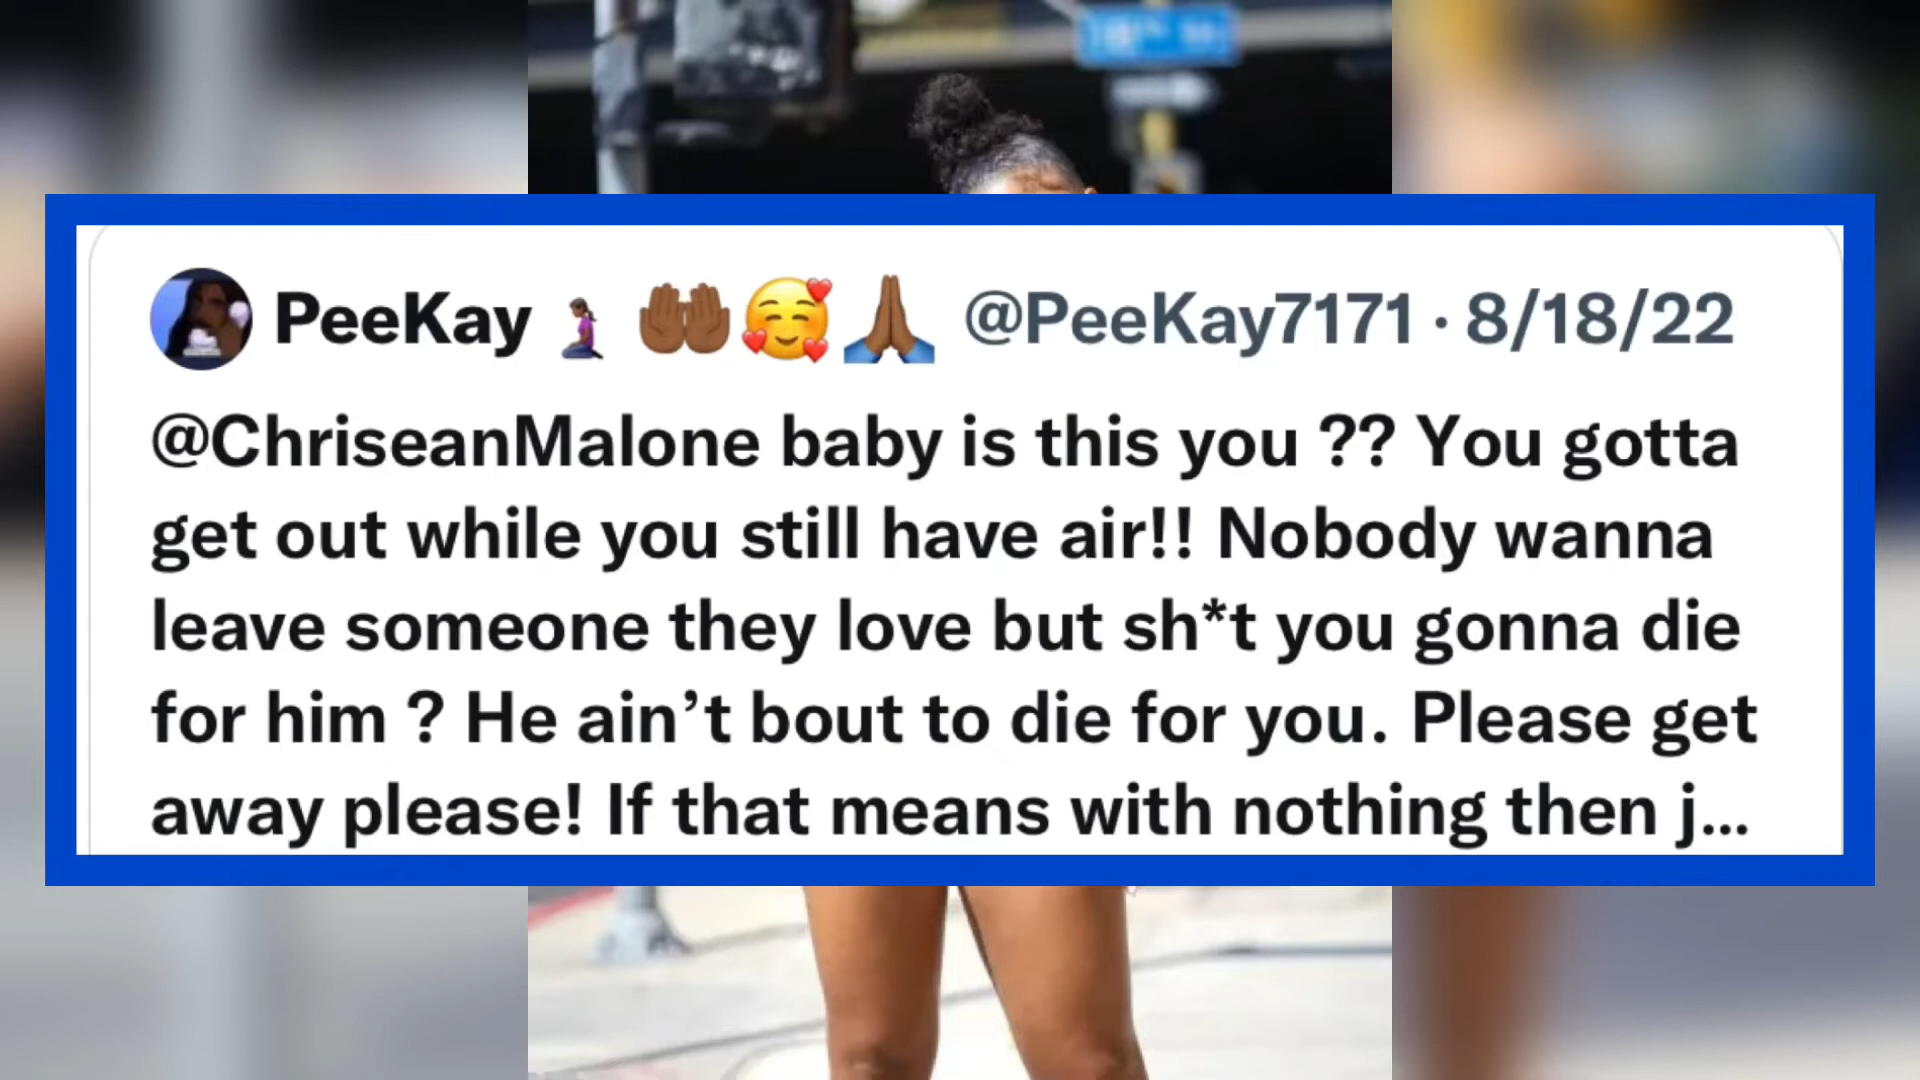 PeeKay 🧎🏾‍♀️ 🤲🏾🥰🙏🏾 @PeeKay7171 · 8/18/22
@ChriseanMalone baby is this you ?? You gotta
get out while you still have air!! Nobody wanna
leave someone they love but sh*t you gonna die
for him ? He ain’t bout to die for you. Please get
away please! If that means with nothing then j...